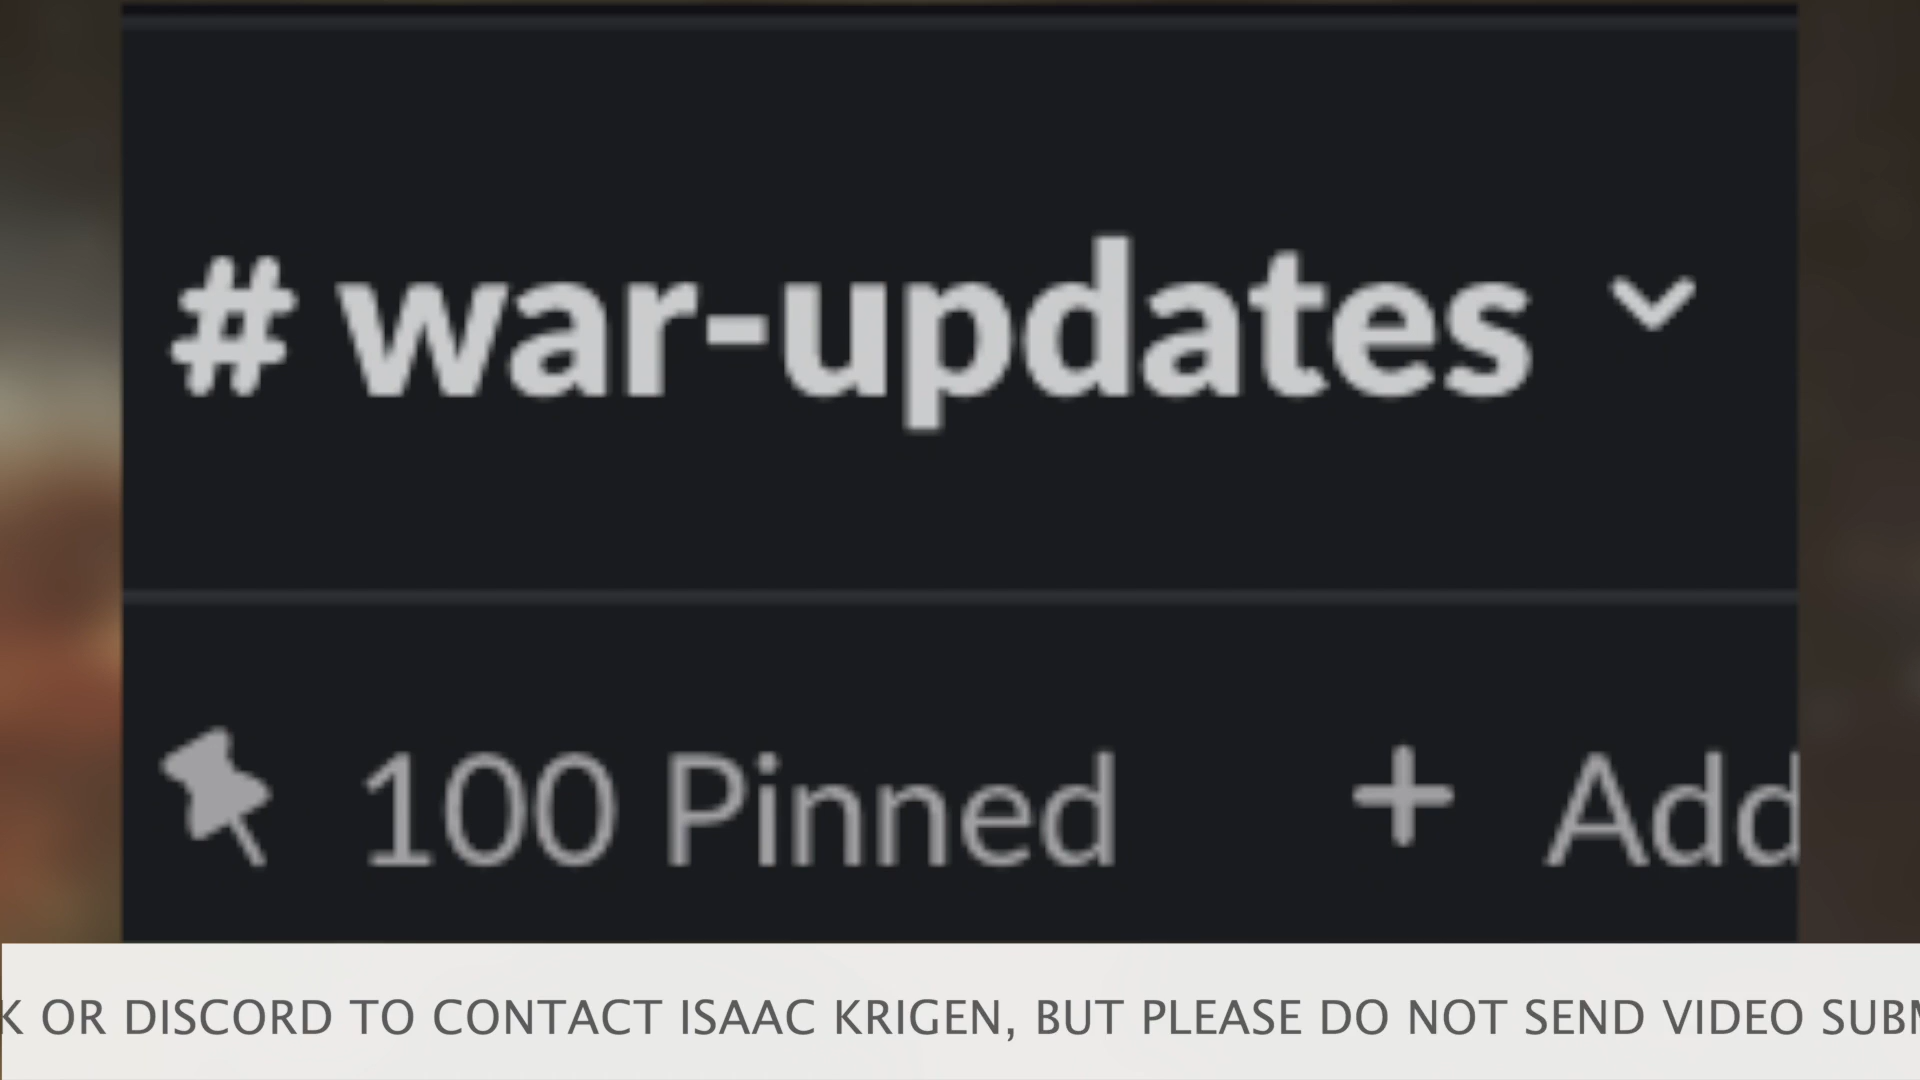 # war-updates
100 Pinned + Add
K OR DISCORD TO CONTACT ISAAC KRIGEN, BUT PLEASE DO NOT SEND VIDEO SUBM